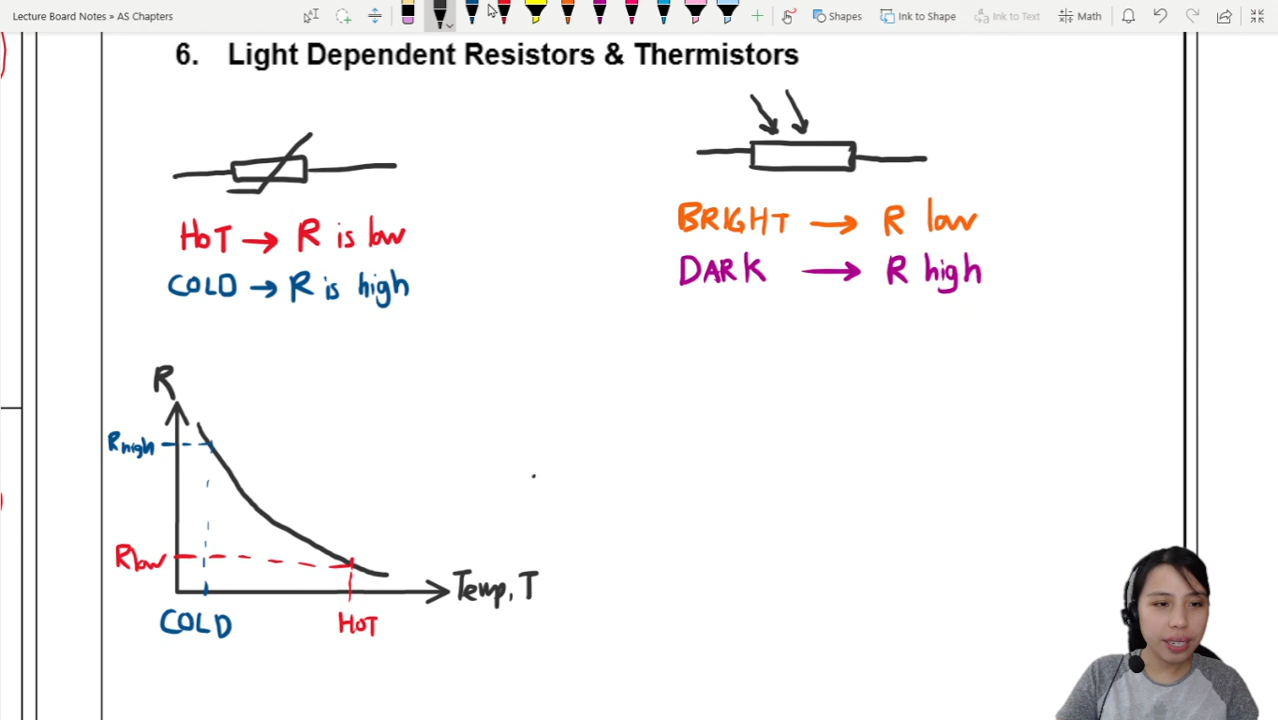 Lecture Board Notes » AS Chapters
Shapes
Ink to Shape
Ink to Text
Math
6. Light Dependent Resistors & Thermistors
HOT → R is low
COLD → R is high
BRIGHT → R low
DARK → R high
R
Rhigh
Rlow
Temp, T
COLD
HOT